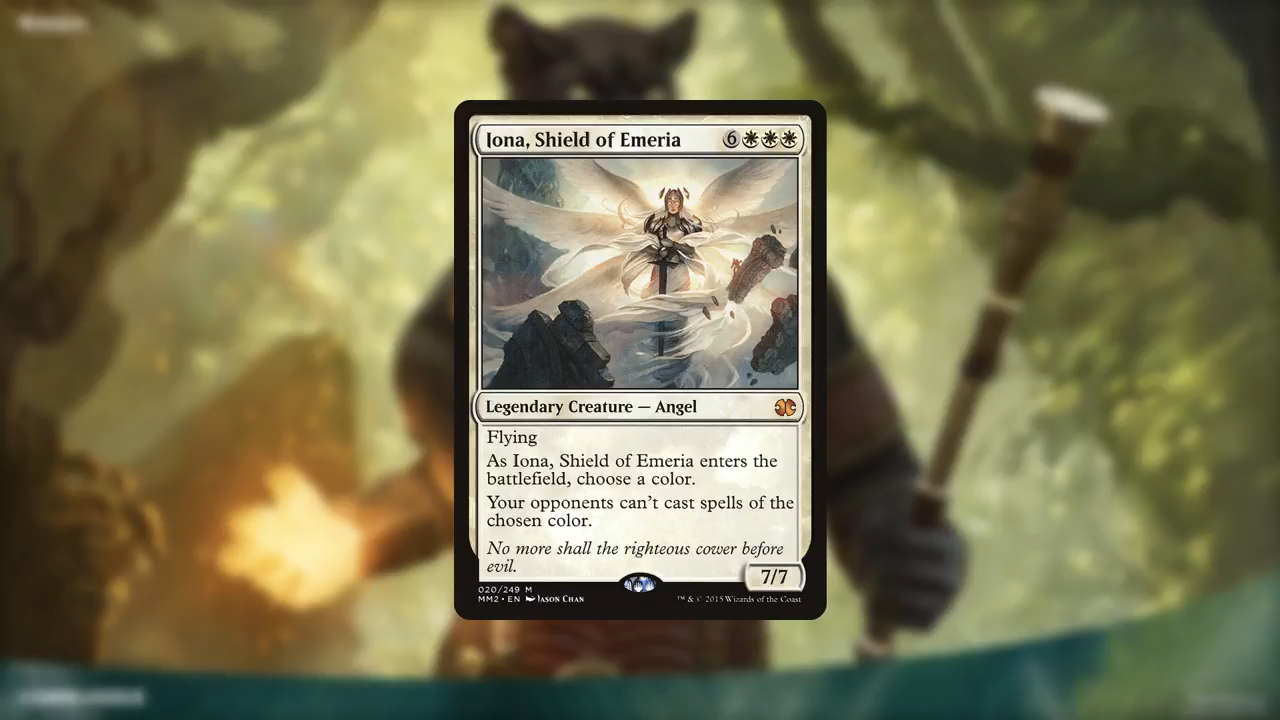 Iona, Shield of Emeria 6
Legendary Creature — Angel
Flying
As Iona, Shield of Emeria enters the
battlefield, choose a color.
Your opponents can't cast spells of the
chosen color.
No more shall the righteous cower before
evil.
7/7
020/249 M
MM2 • EN JASON CHAN
™ & © 2015 Wizards of the Coast